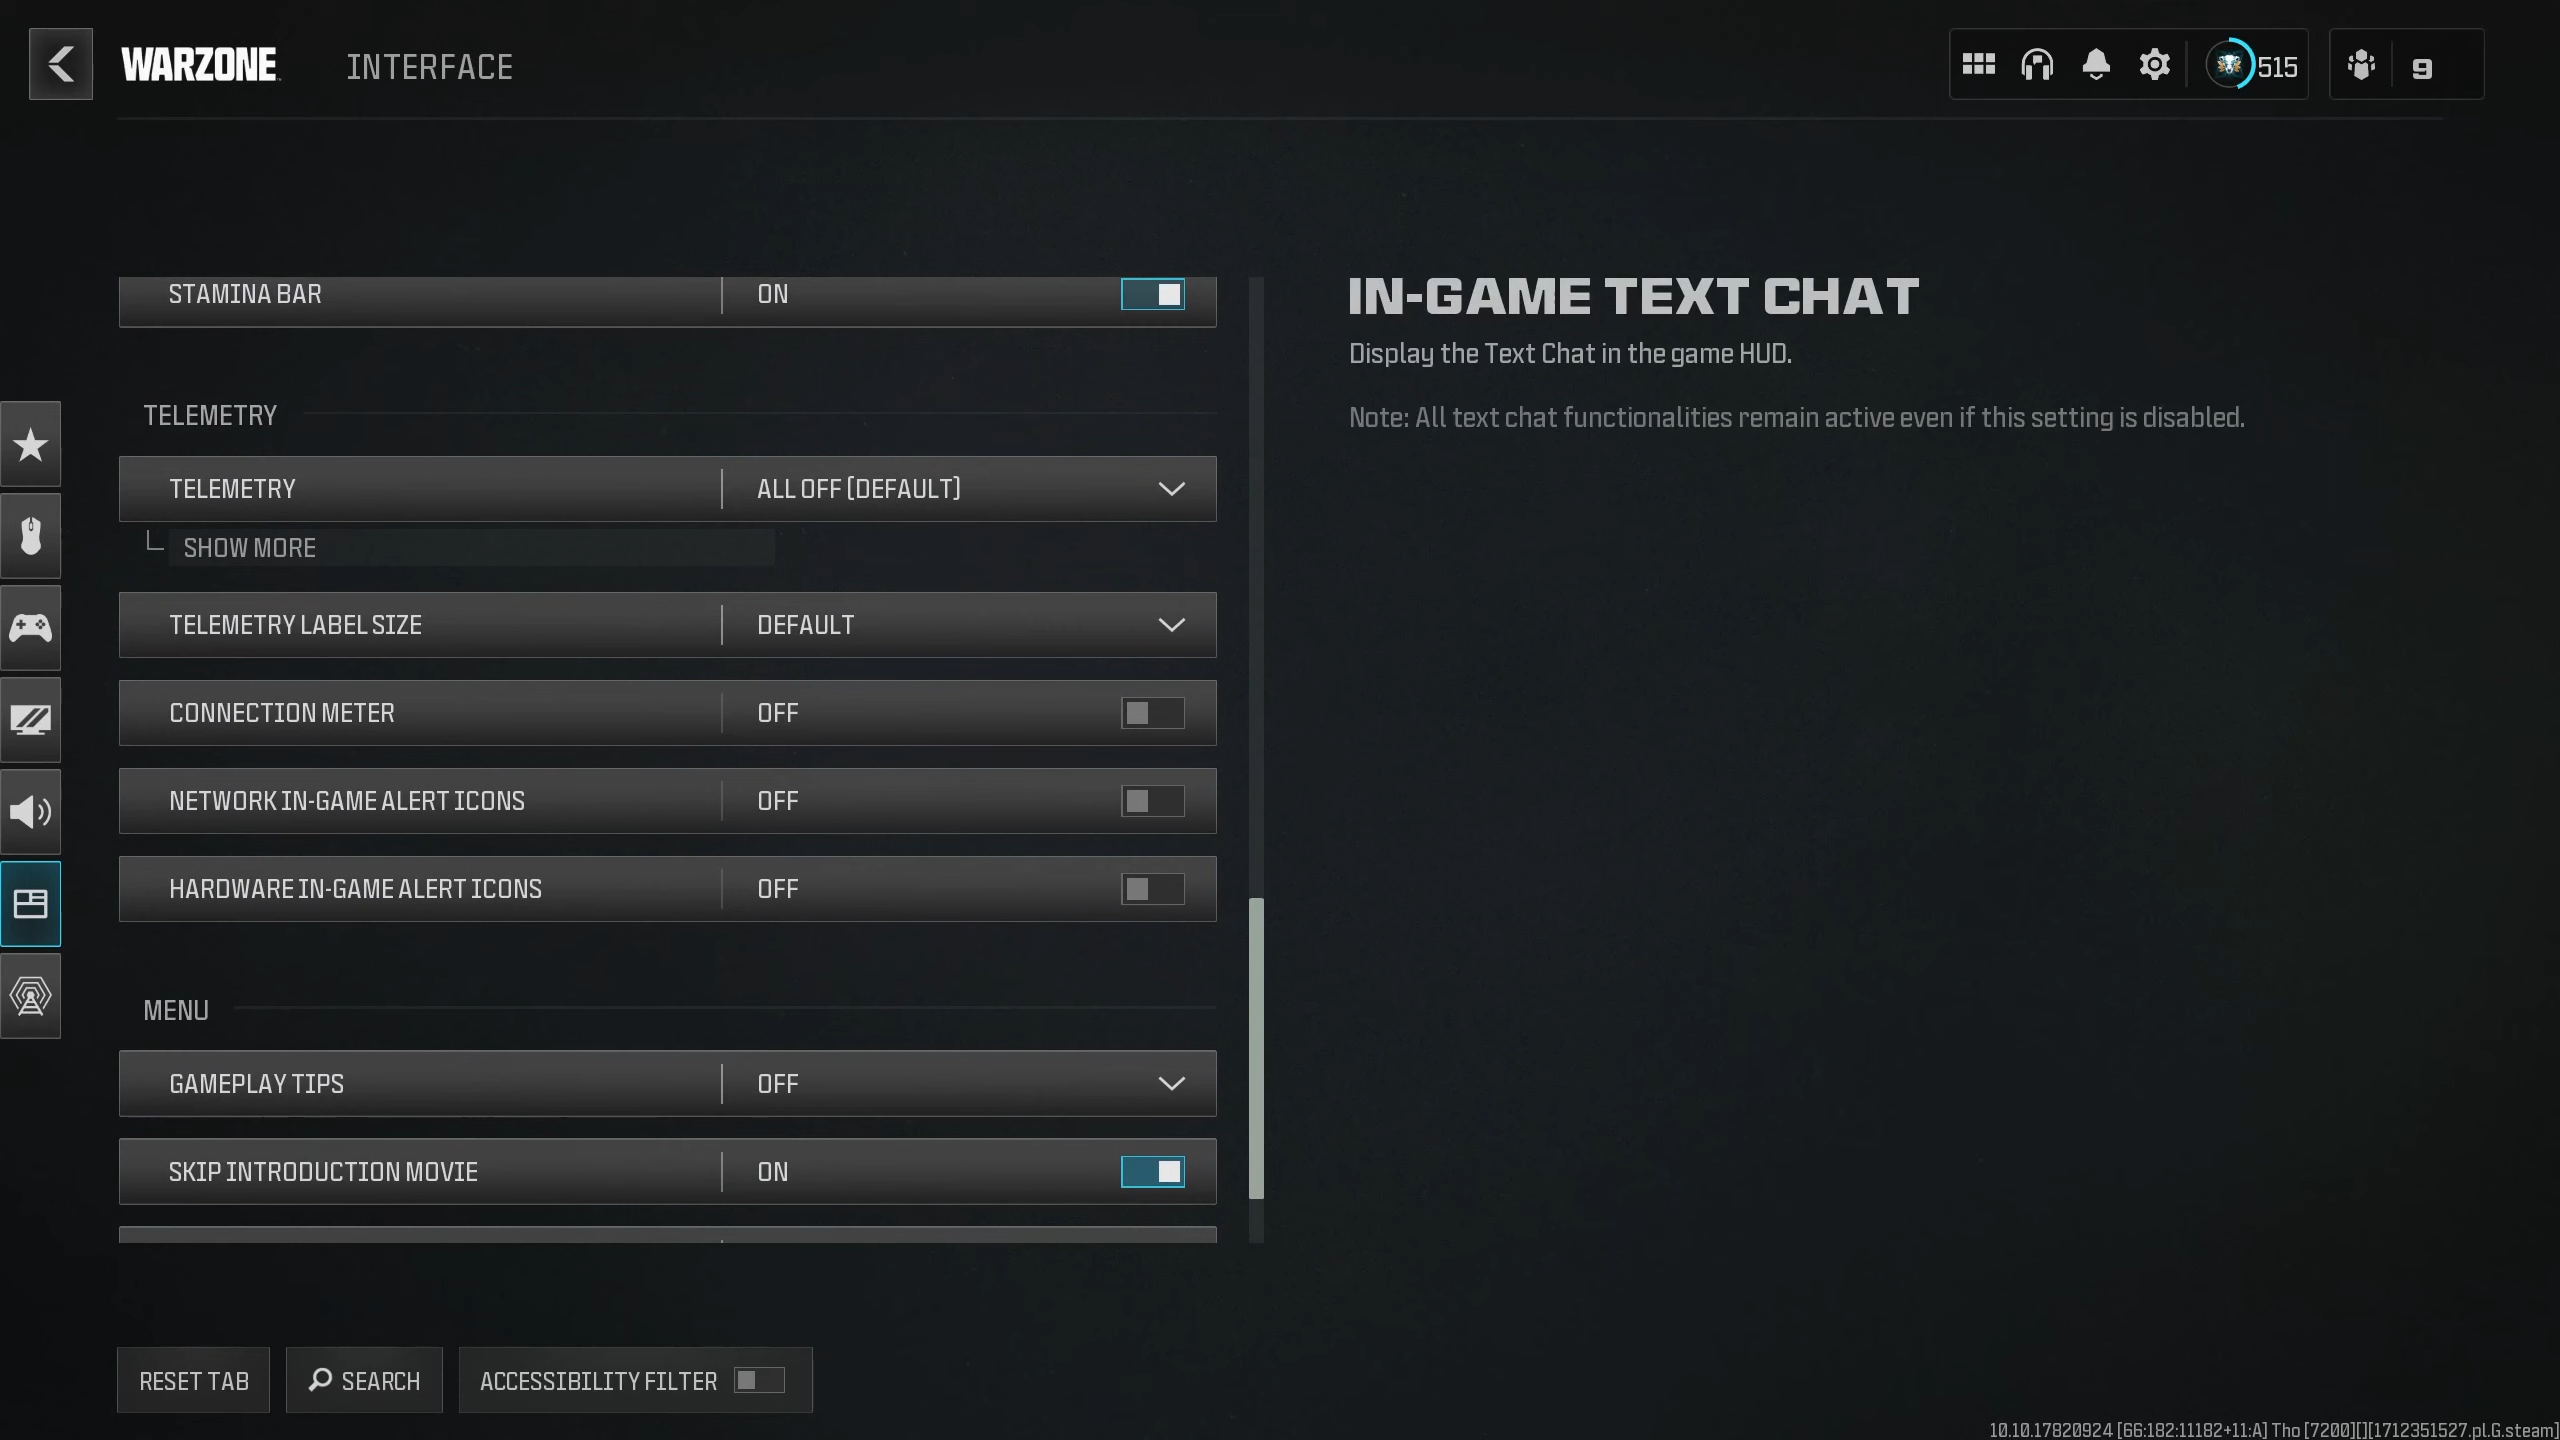 WARZONE
INTERFACE
515
9
STAMINA BAR ON
TELEMETRY
TELEMETRY ALL OFF (DEFAULT)
SHOW MORE
TELEMETRY LABEL SIZE DEFAULT
CONNECTION METER OFF
NETWORK IN-GAME ALERT ICONS OFF
HARDWARE IN-GAME ALERT ICONS OFF
MENU
GAMEPLAY TIPS OFF
SKIP INTRODUCTION MOVIE ON
IN-GAME TEXT CHAT
Display the Text Chat in the game HUD.
Note: All text chat functionalities remain active even if this setting is disabled.
RESET TAB
SEARCH
ACCESSIBILITY FILTER
10.10.17820924 [66:182:11182+11:A] Tho [7200][][1712351527.pl.G.steam]